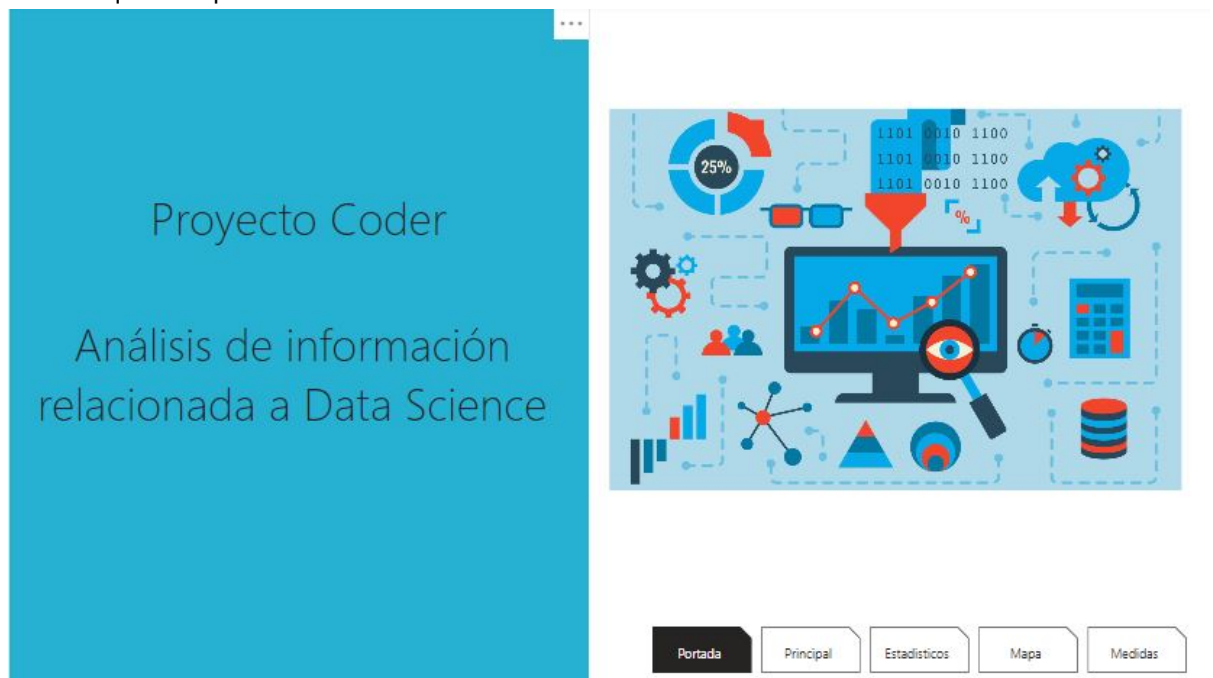 Proyecto Coder
Análisis de información
relacionada a Data Science
25%
1101 0010 1100
1101 0010 1100
1101 0010 1100
%
Portada
Principal
Estadísticos
Mapa
Medidas